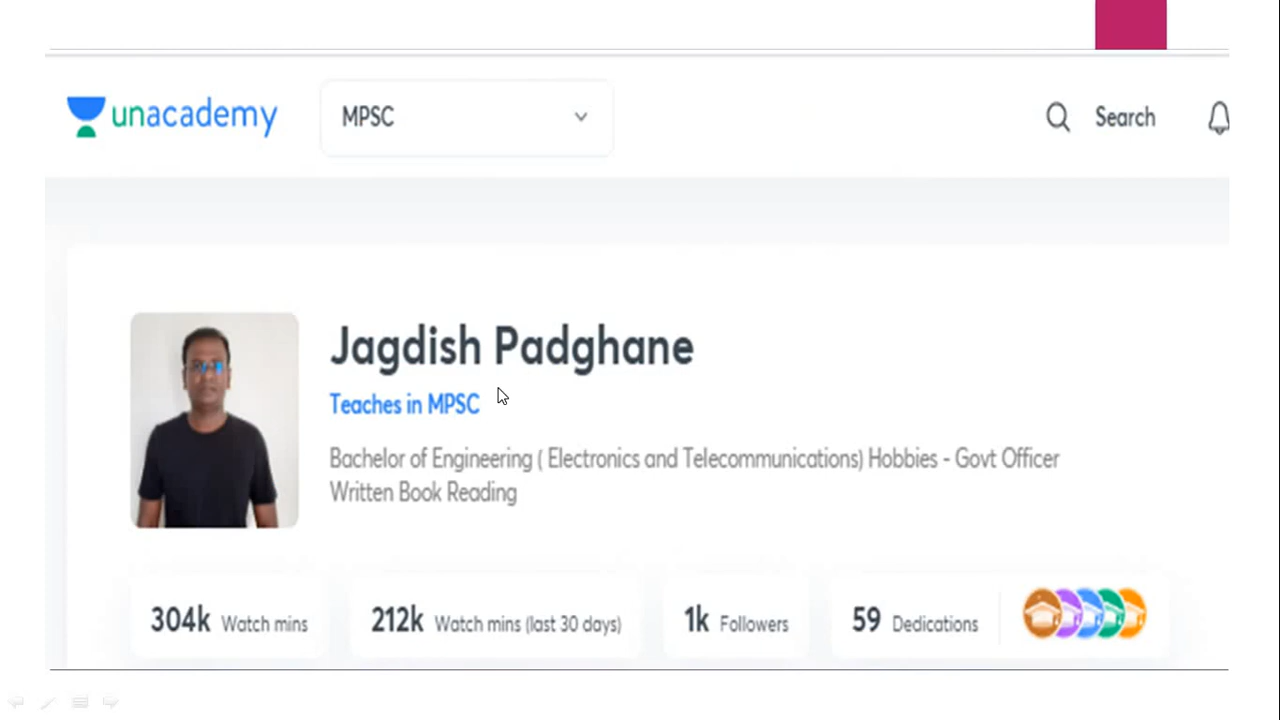 unacademy
MPSC
Search
Jagdish Padghane
Teaches in MPSC
Bachelor of Engineering ( Electronics and Telecommunications) Hobbies - Govt Officer
Written Book Reading
304k Watch mins
212k Watch mins (last 30 days)
1k Followers
59 Dedications